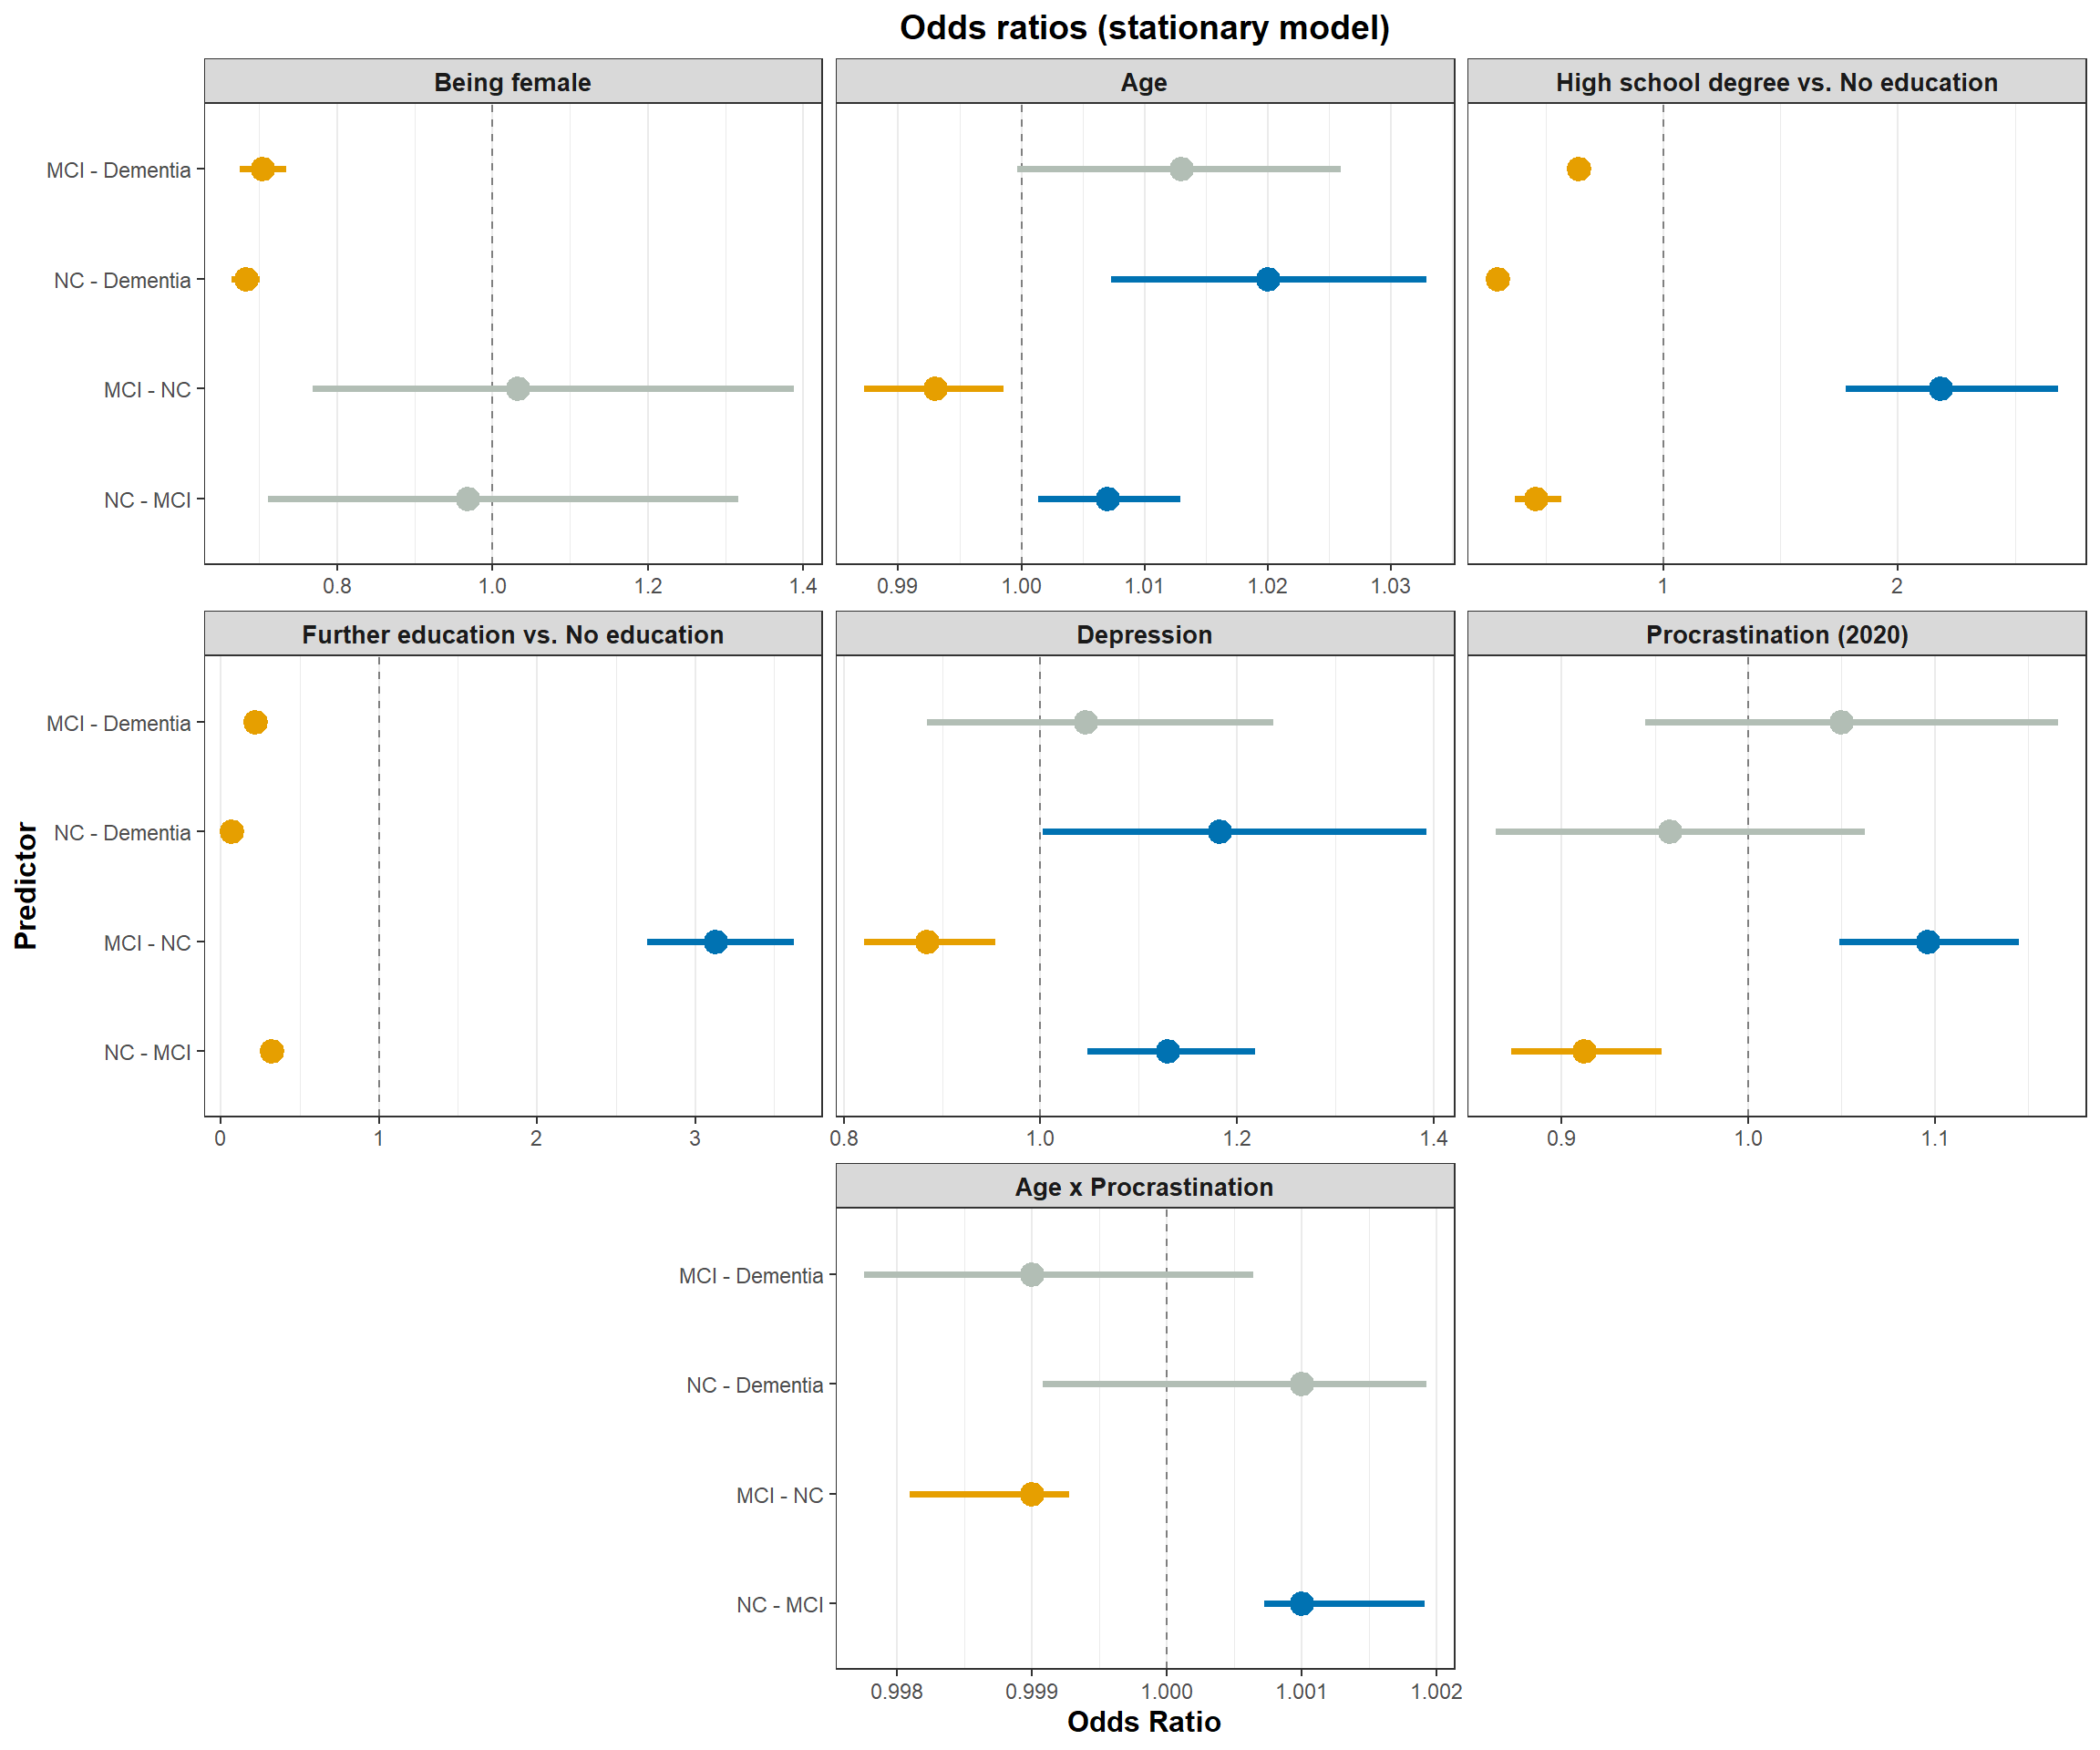 Odds ratios (stationary model)
Being female
Age
High school degree vs. No education
MCI - Dementia
NC - Dementia
MCI - NC
NC - MCI
0.8 1.0 1.2 1.4
0.99 1.00 1.01 1.02 1.03
1 2
Further education vs. No education
Depression
Procrastination (2020)
Predictor
MCI - Dementia
NC - Dementia
MCI - NC
NC - MCI
0 1 2 3
0.8 1.0 1.2 1.4
0.9 1.0 1.1
Age x Procrastination
MCI - Dementia
NC - Dementia
MCI - NC
NC - MCI
0.998 0.999 1.000 1.001 1.002
Odds Ratio